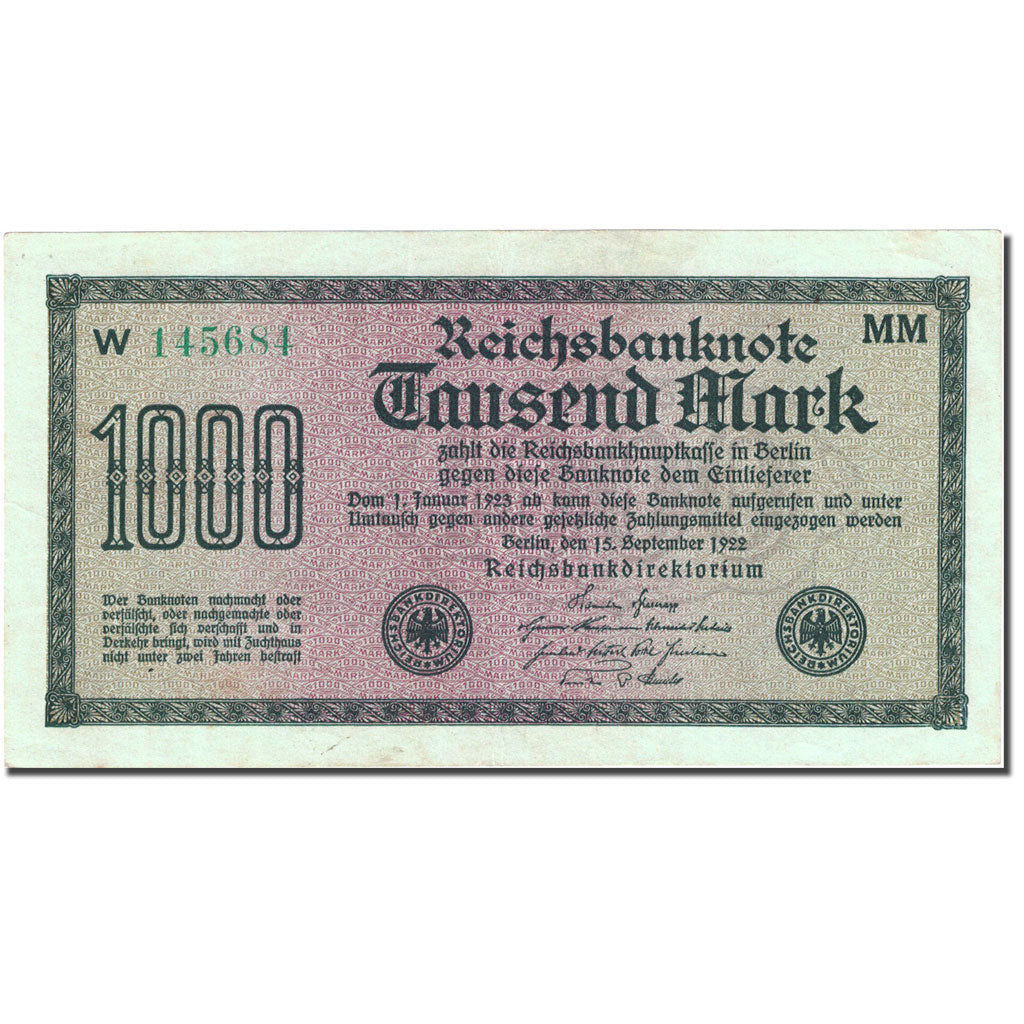 W 145684
MM
Reichsbanknote
Tausend Mark
1000
zahlt die Reichsbankhauptkasse in Berlin
gegen diese Banknote dem Einlieferer
Vom 1. Januar 1923 ab kann diese Banknote aufgerufen und unter
Umtausch gegen andere gesetzliche Zahlungsmittel eingezogen werden
Berlin, den 15. September 1922
Reichsbankdirektorium
Wer Banknoten nachmacht oder
verfälscht, oder nachgemachte oder
verfälschte sich verschafft und in
Verkehr bringt, wird mit Zuchthaus
nicht unter zwei Jahren bestraft
REICHSBANKDIREKTORIUM
REICHSBANKDIREKTORIUM